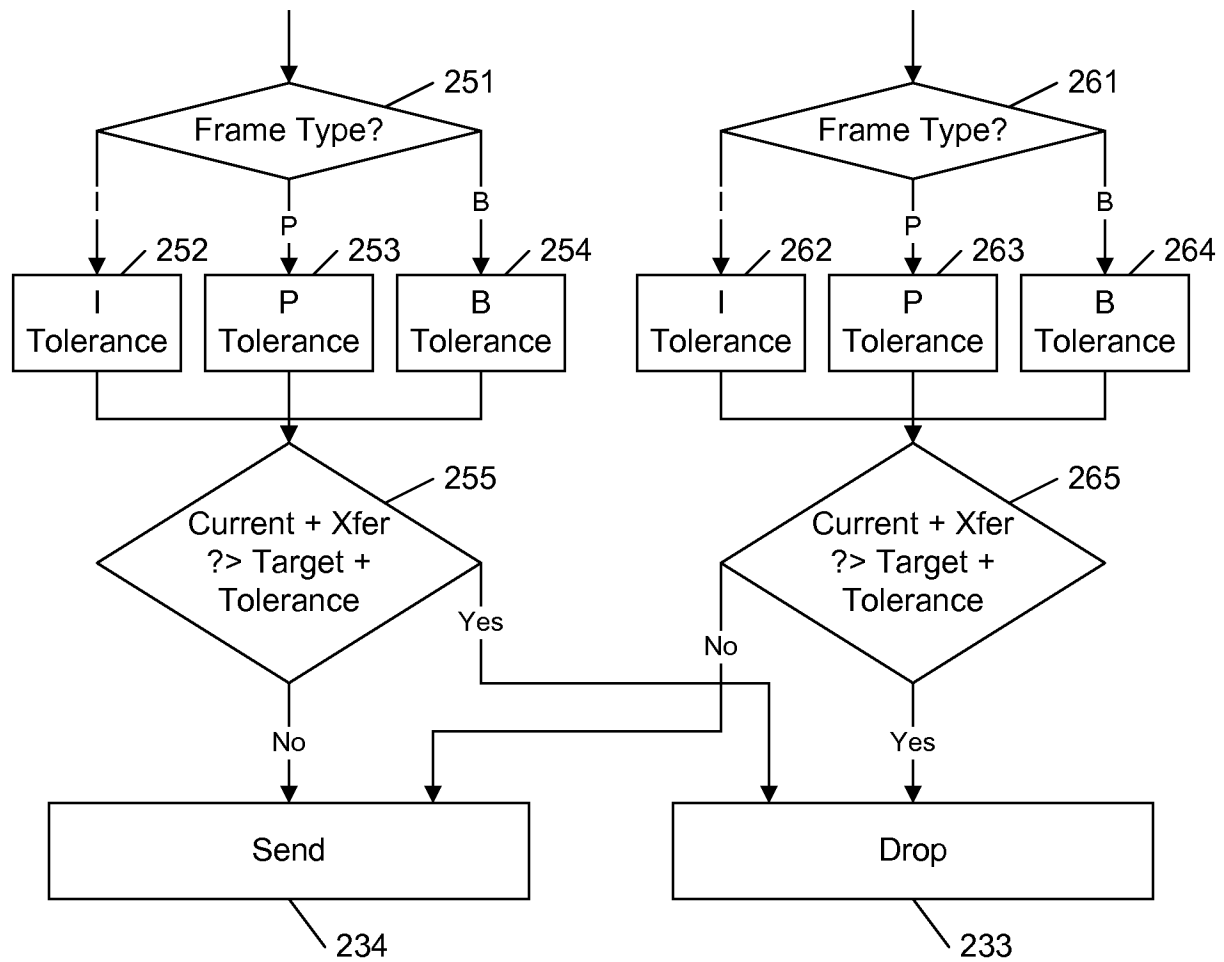 251
261
Frame Type?
Frame Type?
I
P
B
I
P
B
252
253
254
262
263
264
I
Tolerance
P
Tolerance
B
Tolerance
I
Tolerance
P
Tolerance
B
Tolerance
255
265
Current + Xfer
?> Target +
Tolerance
Current + Xfer
?> Target +
Tolerance
Yes
No
No
Yes
Send
Drop
234
233